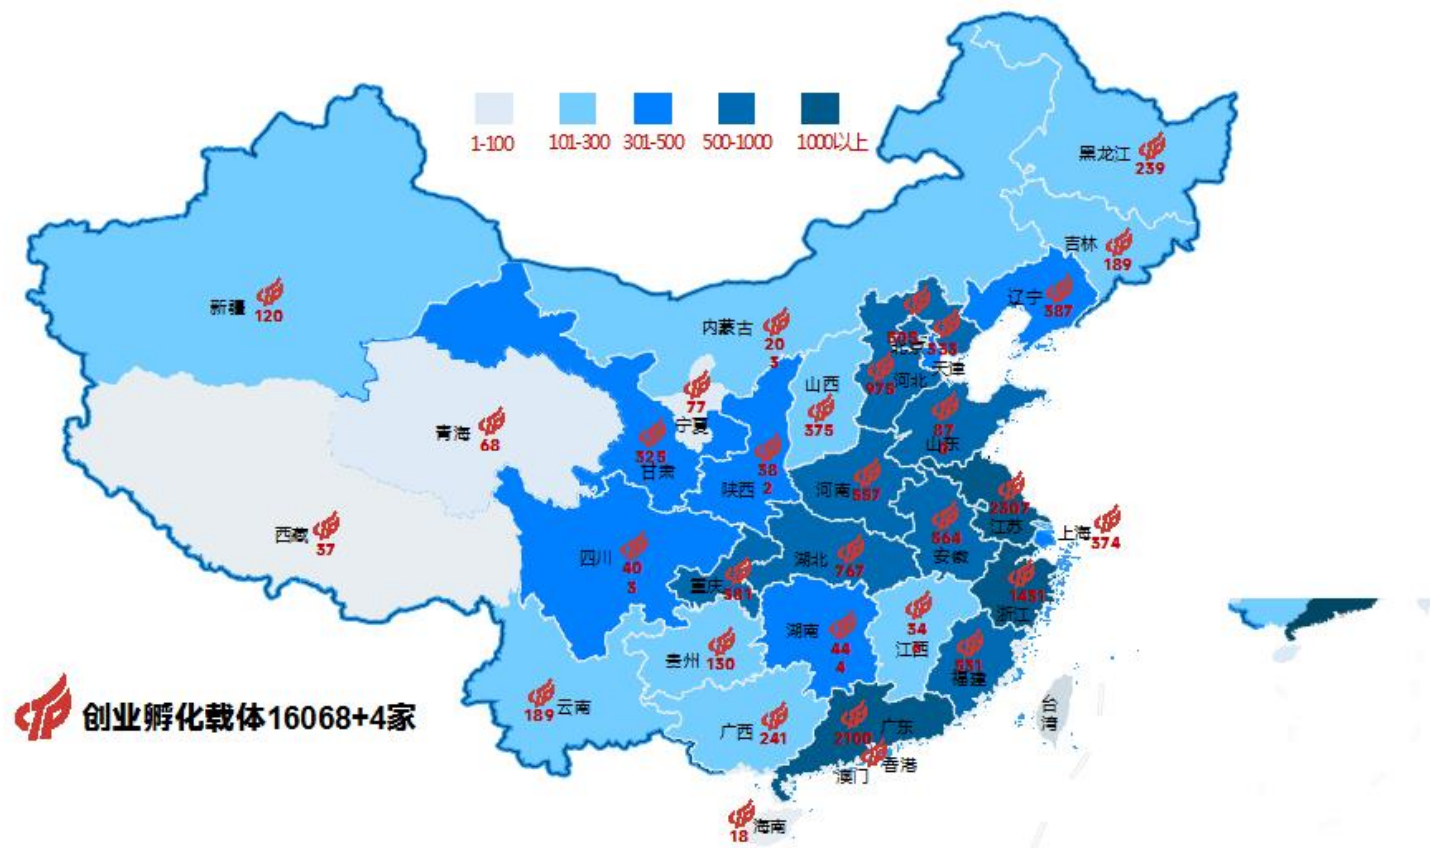 1-100
101-300
301-500
500-1000
1000以上
黑龙江
239
吉林
189
辽宁
387
新疆
120
内蒙古
20
3
北京
天津
河北
975
山西
375
77
宁夏
青海
68
325
甘肃
陕西
38
2
河南
557
87
山东
2307
江苏
西藏
37
四川
40
3
重庆
381
湖北
767
564
安徽
上海
374
1431
浙江
湖南
44
4
34
江西
531
福建
贵州
130
189
云南
广西
241
2100
广东
香港
澳门
台
湾
18
海南
创业孵化载体16068+4家